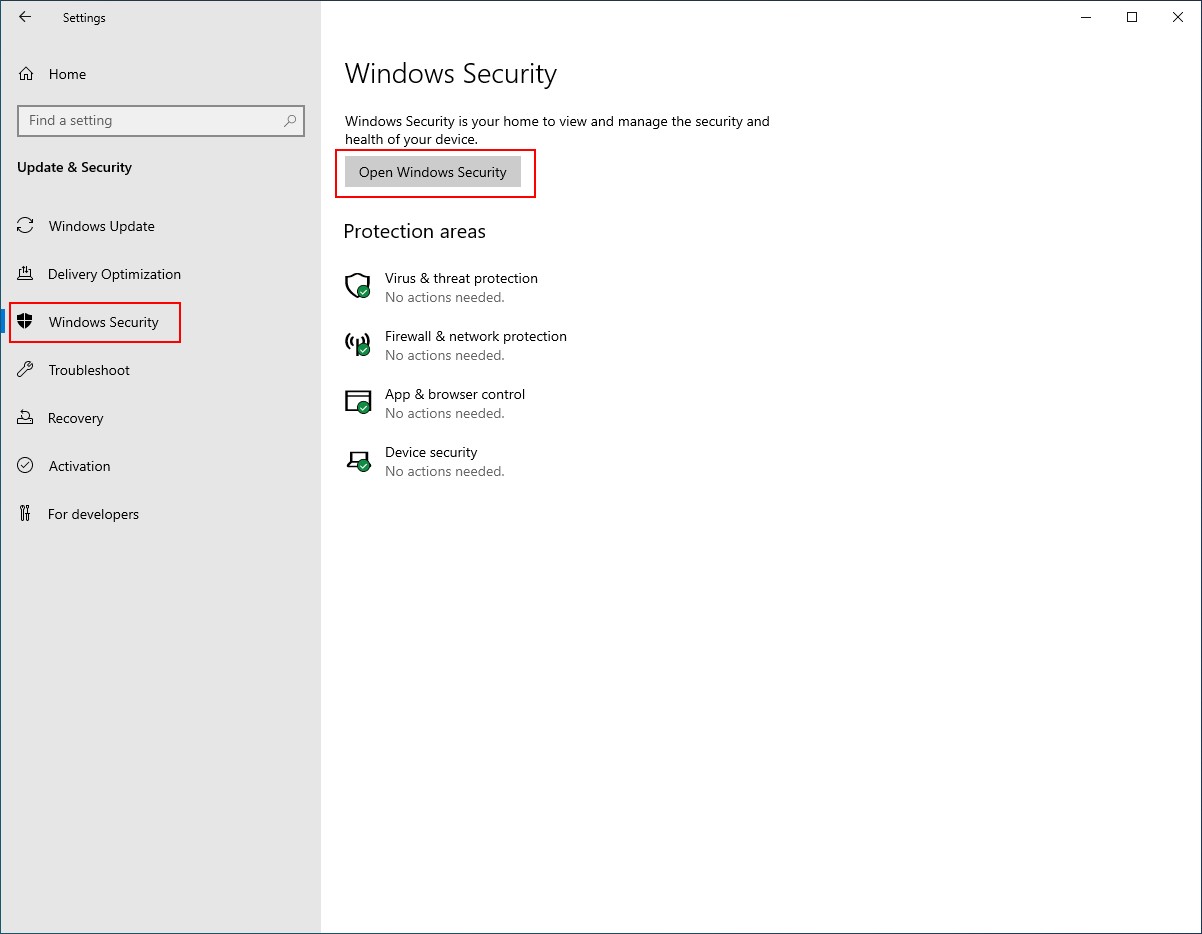 Settings
Home
Find a setting
Update & Security
Windows Update
Delivery Optimization
Windows Security
Troubleshoot
Recovery
Activation
For developers
Windows Security
Windows Security is your home to view and manage the security and
health of your device.
Open Windows Security
Protection areas
Virus & threat protection
No actions needed.
Firewall & network protection
No actions needed.
App & browser control
No actions needed.
Device security
No actions needed.